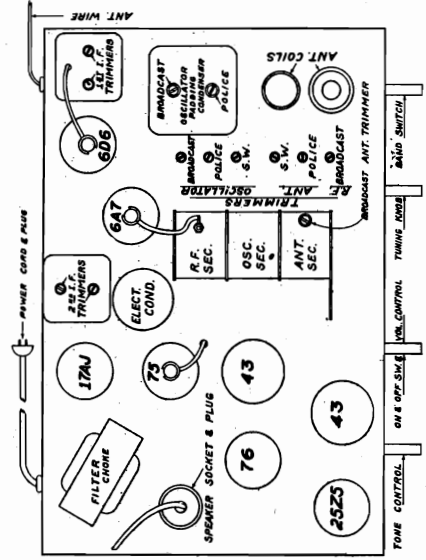 ANT. WIRE
1st I.F.
TRIMMERS
6D6
BROADCAST
OSCILLATOR
PADDING
CONDENSER
POLICE
ANT. COILS
BROADCAST
POLICE
S.W.
S.W.
POLICE
BROADCAST
OSCILLATOR
R.F. ANT.
TRIMMERS
BROADCAST ANT. TRIMMER
6A7
R.F.
SEC.
OSC.
SEC.
ANT.
SEC.
POWER CORD & PLUG
2nd I.F.
TRIMMERS
ELECT.
COND.
17AJ
75
43
43
76
25Z5
FILTER
CHOKE
SPEAKER SOCKET & PLUG
TONE CONTROL
ON & OFF SW. &
VOL. CONTROL
TUNING KNOB
BAND SWITCH